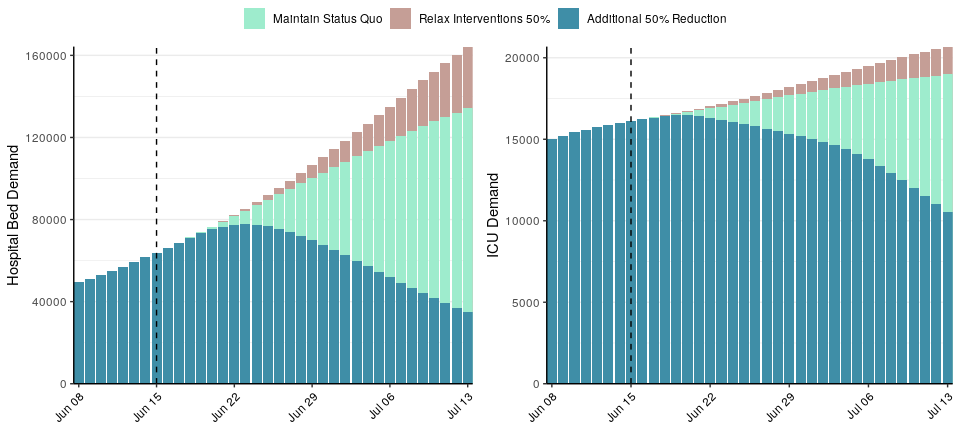 Maintain Status Quo Relax Interventions 50% Additional 50% Reduction
Hospital Bed Demand
160000
120000
80000
40000
0
Jun 08 Jun 15 Jun 22 Jun 29 Jul 06 Jul 13
ICU Demand
20000
15000
10000
5000
0
Jun 08 Jun 15 Jun 22 Jun 29 Jul 06 Jul 13